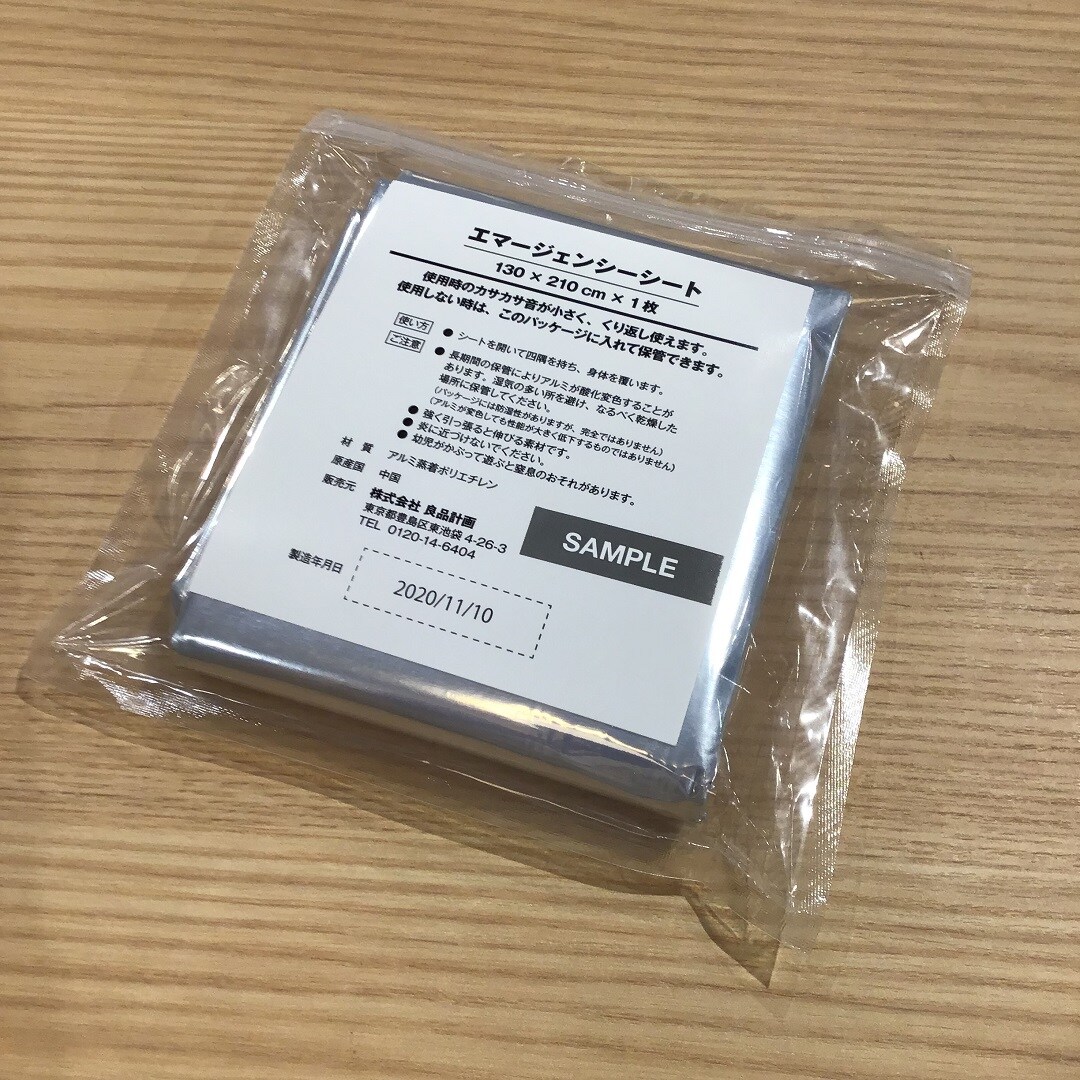 エマージェンシーシート
130 × 210 cm × 1 枚
使用時のカサカサ音が小さく、くり返し使えます。
使用しない時は、このパッケージに入れて保管できます。
使い方 ● シートを開いて四隅を持ち、身体を覆います。
ご注意 ● 長期間の保管によりアルミが酸化変色することが
あります。湿気の多い所を避け、なるべく乾燥した
場所に保管してください。
(パッケージには防湿性がありますが、完全ではありません)
(アルミが変色しても性能が大きく低下するものではありません)
● 強く引っ張ると伸びる素材です。
● 炎に近づけないでください。
● 幼児がかぶって遊ぶと窒息のおそれがあります。
材 質 アルミ蒸着ポリエチレン
原産国 中国
販売元 株式会社 良品計画
東京都豊島区東池袋 4-26-3
TEL 0120-14-6404
SAMPLE
製造年月日 2020/11/10